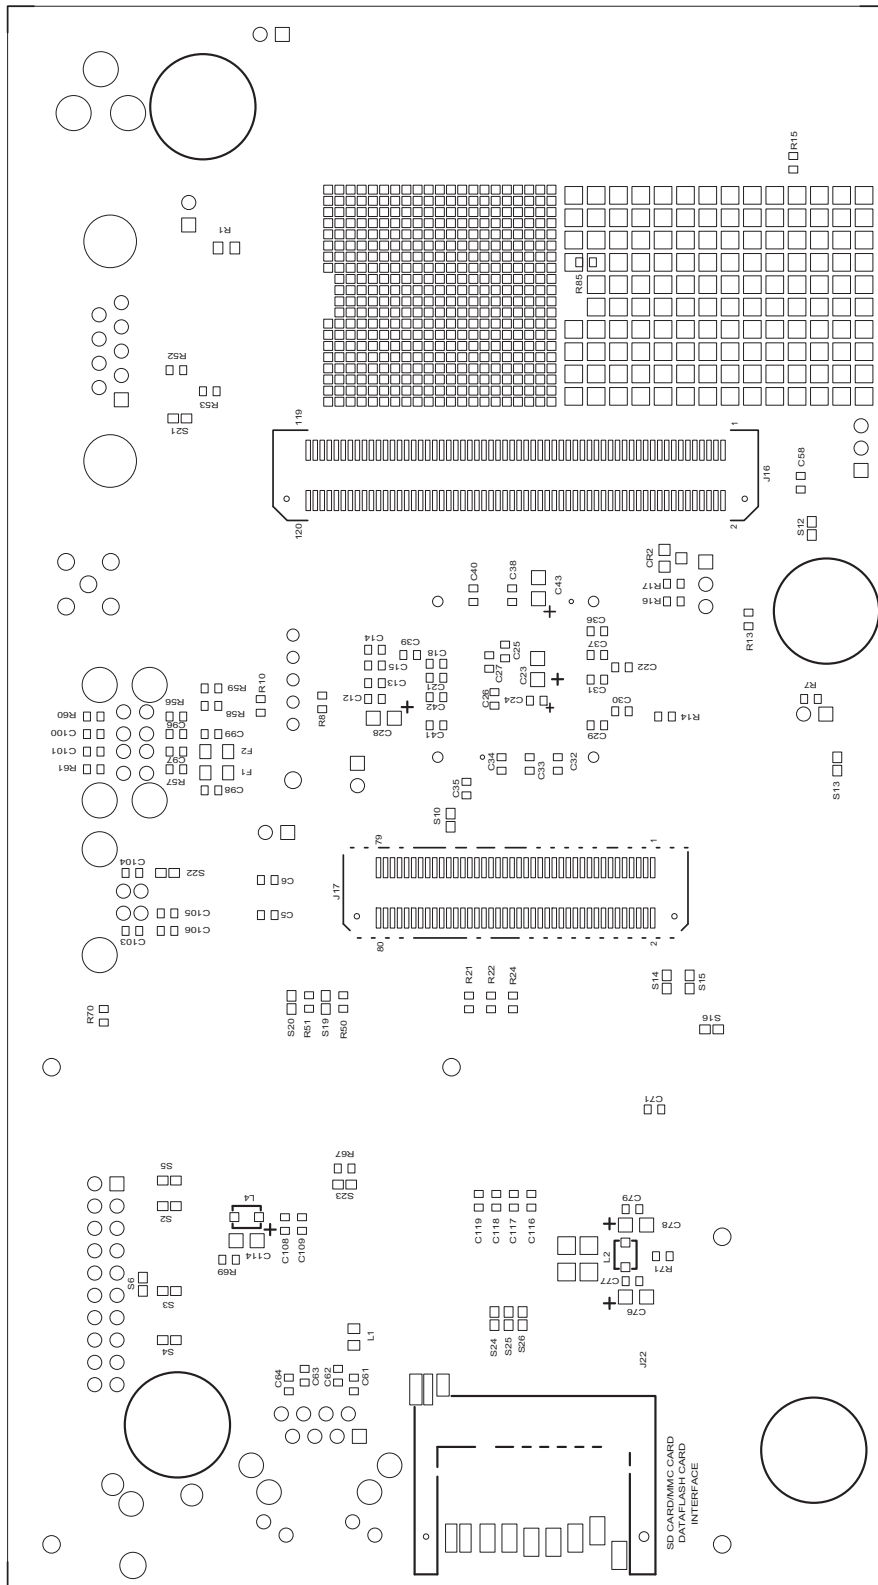 R15
R1
R85
R52
R53
S21
119
1
J16
120
2
C58
S12
CR2
R17
R16
R13
C40
C38
C43
C14
C39
C15
C18
C13
C21
C12
C42
C28
C41
C25
C27
C23
C26
C24
C36
C37
C22
C31
C30
C29
R14
R7
R59
R10
R56
R58
R8
R60
C96
C99
C100
F2
C101
C97
F1
R61
R57
C98
C34
C33
C32
C35
S10
S13
79
1
J17
80
2
C104
S22
C6
C105
C5
C106
C103
R70
S20
R51
S19
R50
R21
R22
R24
S14
S15
S16
C71
R67
S23
S5
S2
L4
C108
C109
C114
R69
S6
S3
S4
C119
C118
C117
C116
C79
C78
L2
R71
C77
C76
S24
S25
S26
L1
J22
C64
C63
C62
C61
SD CARD/MMC CARD
DATAFLASH CARD
INTERFACE